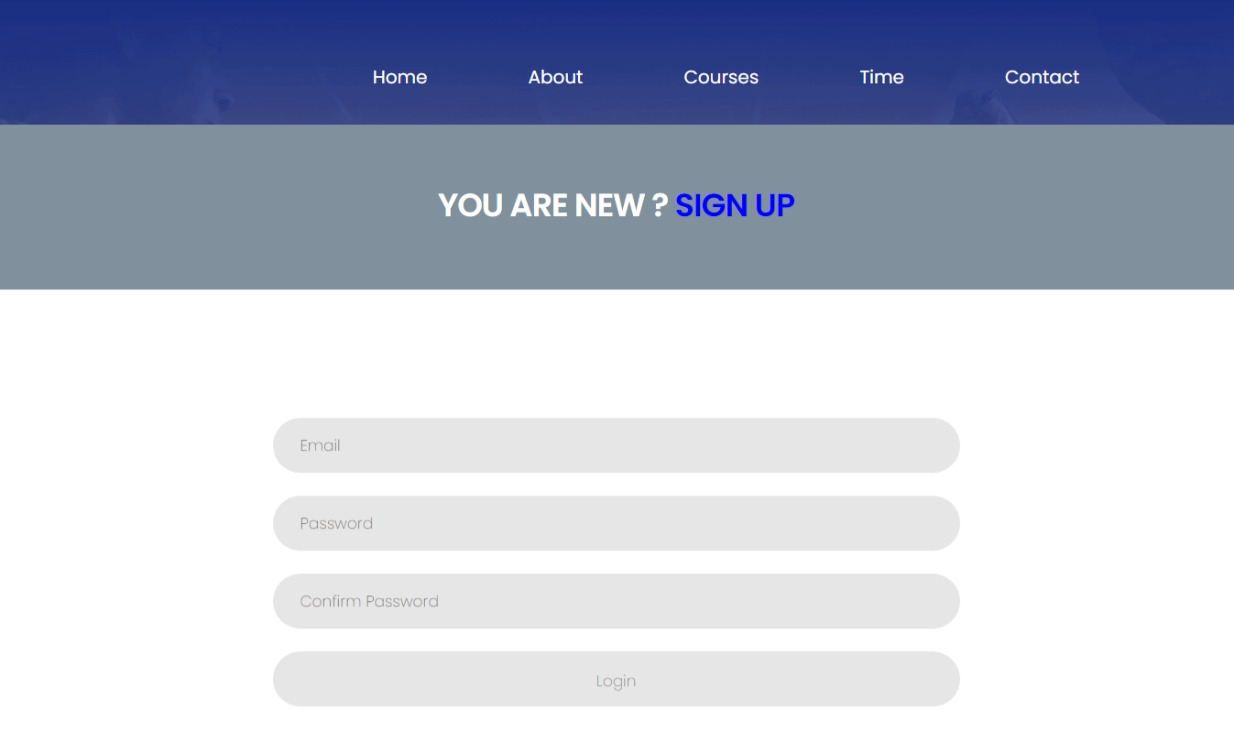 Home About Courses Time Contact
YOU ARE NEW ? SIGN UP
Email
Password
Confirm Password
Login